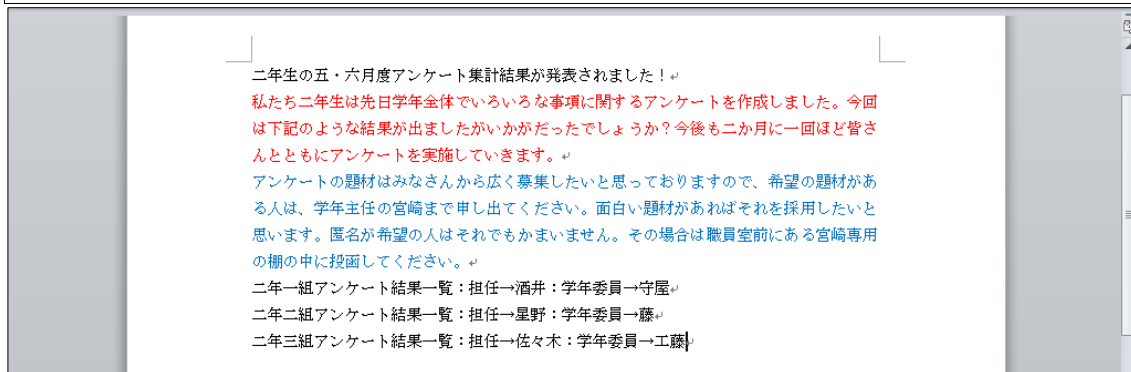 二年生の五・六月度アンケート集計結果が発表されました！
私たち二年生は先日学年全体でいろいろな事項に関するアンケートを作成しました。今回
は下記のような結果が出ましたがいかがだったでしょうか？今後も二か月に一回ほど皆さ
んとともにアンケートを実施していきます。
アンケートの題材はみなさんから広く募集したいと思っておりますので、希望の題材があ
る人は、学年主任の宮崎まで申し出てください。面白い題材があればそれを採用したいと
思います。匿名が希望の人はそれでもかまいません。その場合は職員室前にある宮崎専用
の棚の中に投函してください。
二年一組アンケート結果一覧：担任→酒井：学年委員→守屋
二年二組アンケート結果一覧：担任→星野：学年委員→藤
二年三組アンケート結果一覧：担任→佐々木：学年委員→工藤